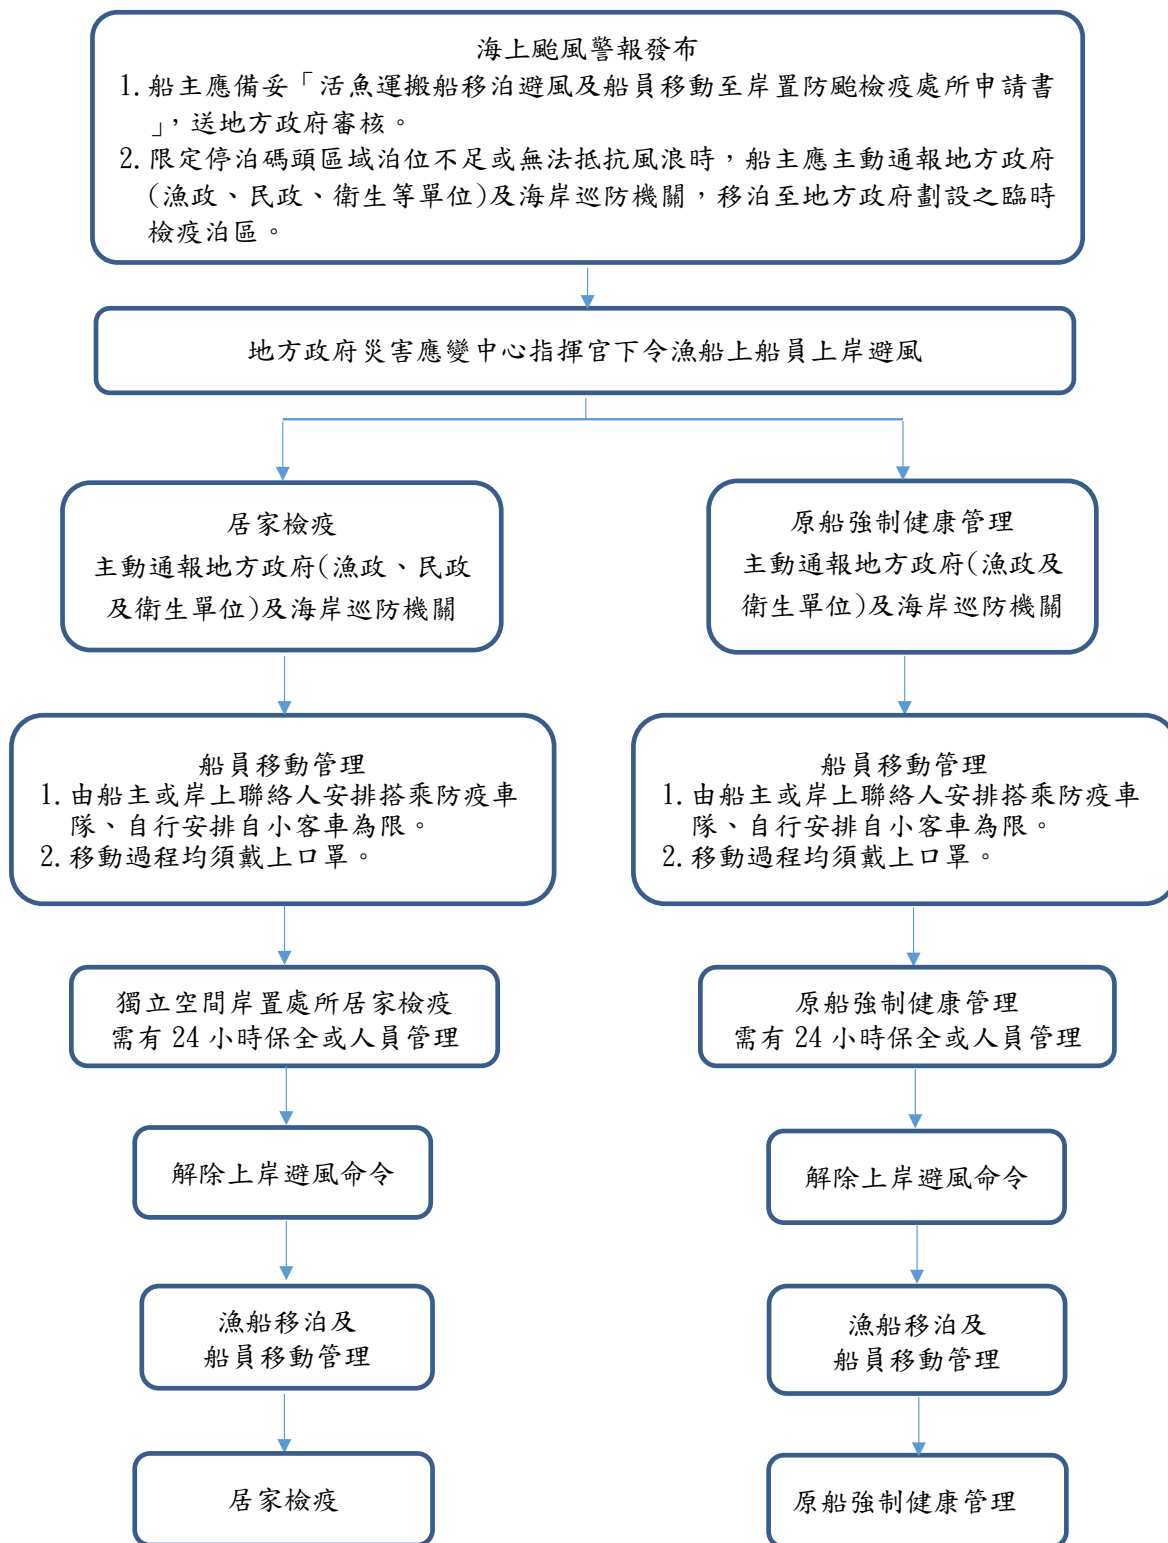 海上颱風警報發布
1. 船主應備妥「活魚運搬船移泊避風及船員移動至岸置防颱檢疫處所申請書
」，送地方政府審核。
2. 限定停泊碼頭區域泊位不足或無法抵抗風浪時，船主應主動通報地方政府
(漁政、民政、衛生等單位)及海岸巡防機關，移泊至地方政府劃設之臨時
檢疫泊區。
地方政府災害應變中心指揮官下令漁船上船員上岸避風
居家檢疫
主動通報地方政府(漁政、民政
及衛生單位)及海岸巡防機關
原船強制健康管理
主動通報地方政府(漁政及
衛生單位)及海岸巡防機關
船員移動管理
1. 由船主或岸上聯絡人安排搭乘防疫車
隊、自行安排自小客車為限。
2. 移動過程均須戴上口罩。
船員移動管理
1. 由船主或岸上聯絡人安排搭乘防疫車
隊、自行安排自小客車為限。
2. 移動過程均須戴上口罩。
獨立空間岸置處所居家檢疫
需有 24 小時保全或人員管理
原船強制健康管理
需有 24 小時保全或人員管理
解除上岸避風命令
解除上岸避風命令
漁船移泊及
船員移動管理
漁船移泊及
船員移動管理
居家檢疫
原船強制健康管理